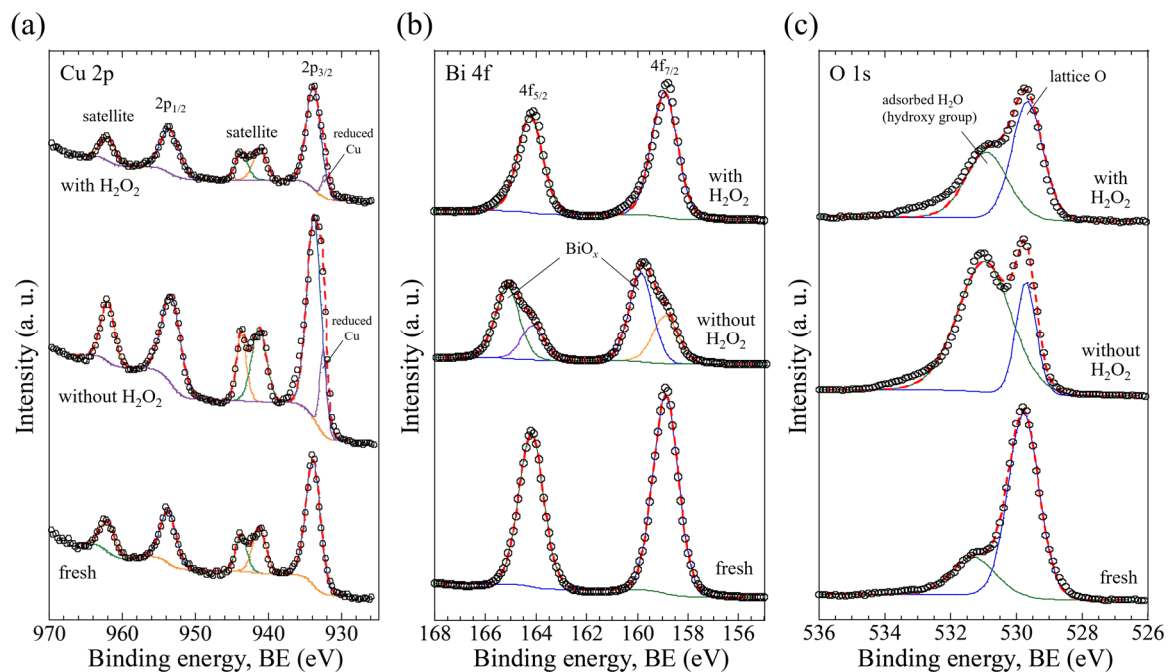 (a)
Cu 2p
2p3/2
2p1/2
satellite
satellite
reduced
Cu
with H2O2
reduced
Cu
without H2O2
fresh
Intensity (a. u.)
970 960 950 940 930
Binding energy, BE (eV)
(b)
Bi 4f
4f7/2
4f5/2
with
H2O2
BiOx
without
H2O2
fresh
Intensity (a. u.)
168 166 164 162 160 158 156
Binding energy, BE (eV)
(c)
O 1s
lattice O
adsorbed H2O
(hydroxy group)
with
H2O2
without
H2O2
fresh
Intensity (a. u.)
536 534 532 530 528 526
Binding energy, BE (eV)